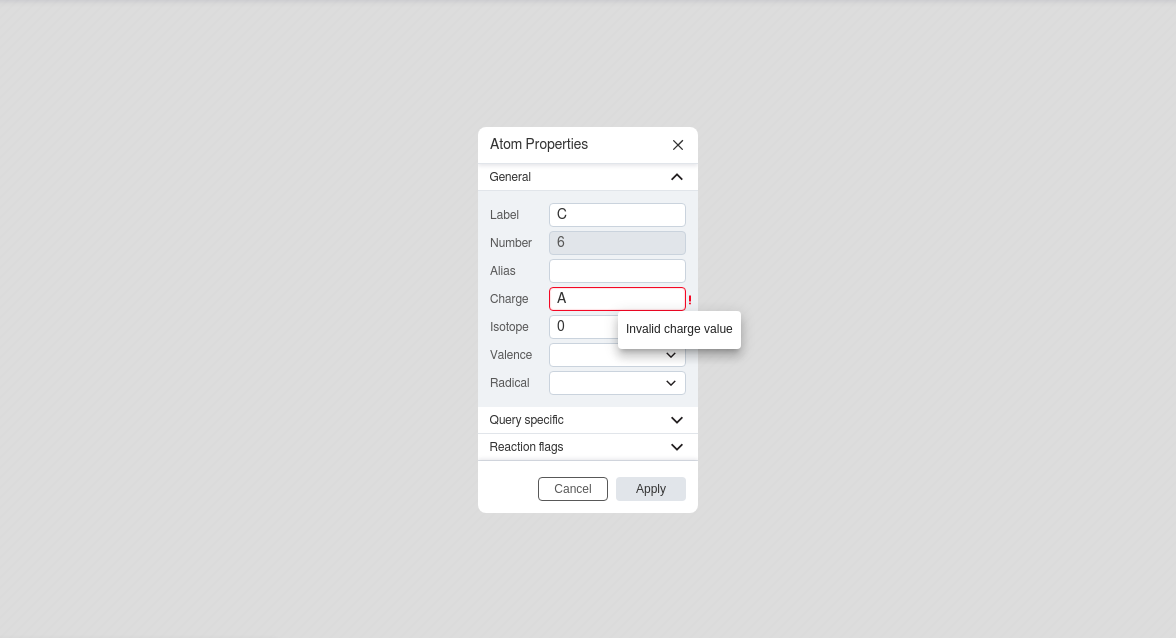 Atom Properties
General
Label C
Number 6
Alias
Charge A !
Isotope 0
Invalid charge value
Valence
Radical
Query specific
Reaction flags
Cancel Apply